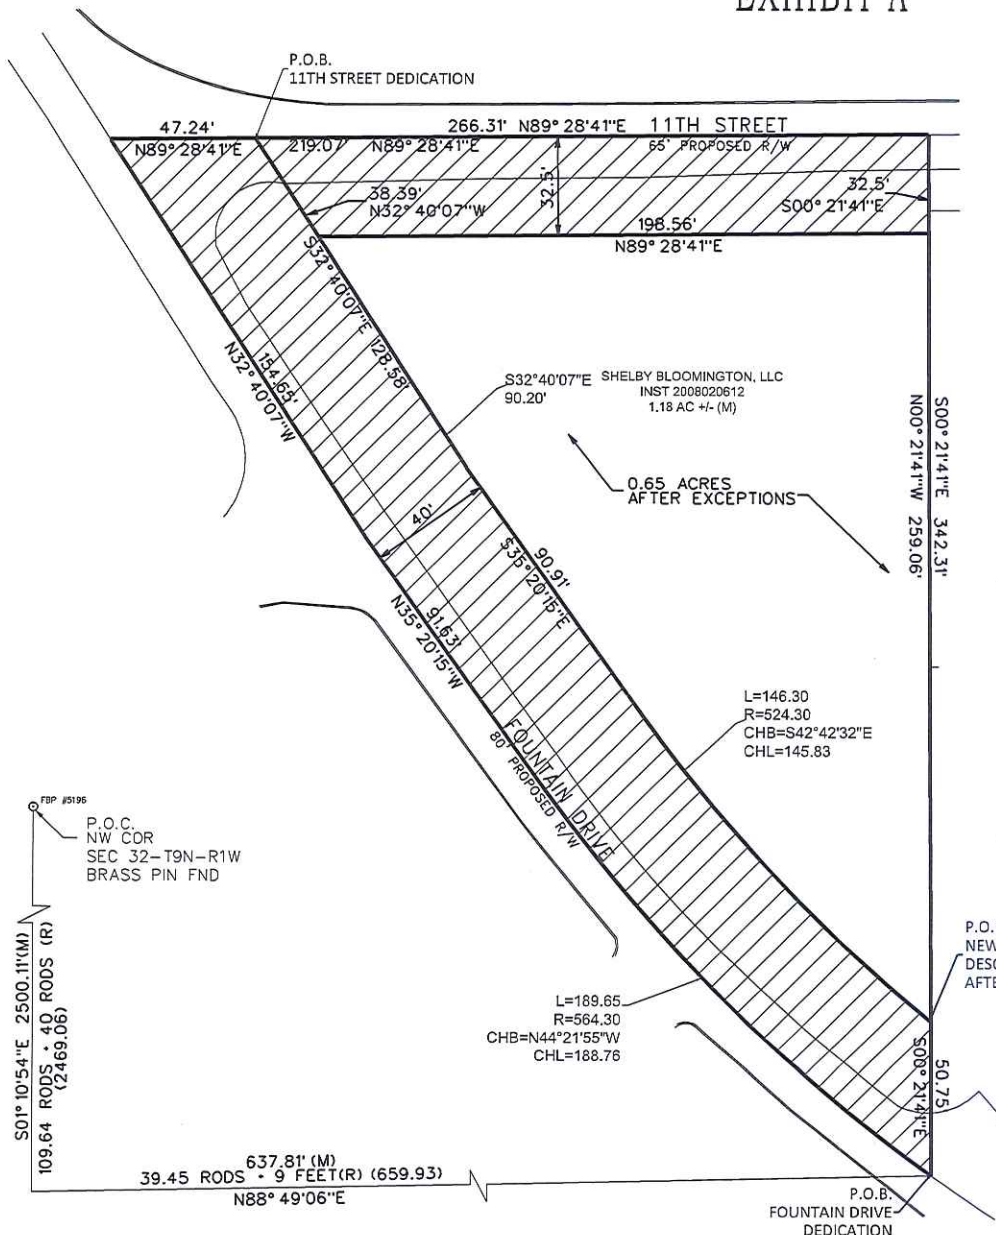 EXHIBIT A
P.O.B.
11TH STREET DEDICATION
47.24'
N89° 28'41"E
266.31' N89° 28'41"E 11TH STREET
219.07' N89° 28'41"E
65' PROPOSED R/W
38.39'
N32° 40'07"W
32.5'
32.5'
S00° 21'41"E
198.56'
N89° 28'41"E
S32° 40'07"E 128.58'
154.65'
N32° 40'07"W
S32°40'07"E
90.20'
SHELBY BLOOMINGTON, LLC
INST 2008020612
1.18 AC +/- (M)
0.65 ACRES
AFTER EXCEPTIONS
S00° 21'41"E 342.31'
N00° 21'41"W 259.06'
40'
90.91'
S35° 20'15"E
91.63'
N35° 20'15"W
L=146.30
R=524.30
CHB=S42°42'32"E
CHL=145.83
FOUNTAIN DRIVE
80' PROPOSED R/W
FBP #5196
P.O.C.
NW COR
SEC 32-T9N-R1W
BRASS PIN FND
S01° 10'54"E 2500.11'(M)
109.64 RODS + 40 RODS (R)
(2469.06)
P.O.
NEW
DESC
AFTE
L=189.65
R=564.30
CHB=N44°21'55"W
CHL=188.76
50.75
S00° 21'41"E
637.81' (M)
39.45 RODS + 9 FEET(R) (659.93)
N88° 49'06"E
P.O.B.
FOUNTAIN DRIVE
DEDICATION